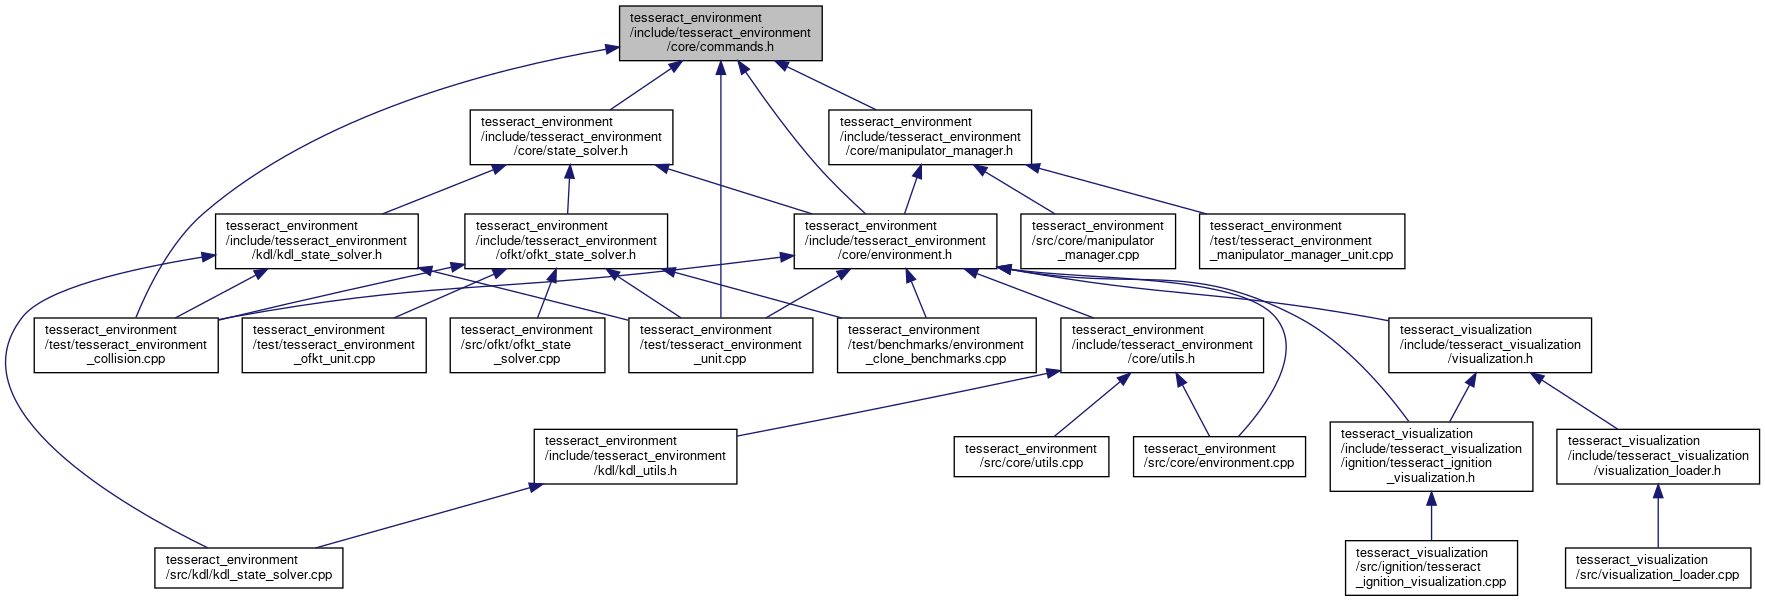 tesseract_environment
/include/tesseract_environment
/core/commands.h
tesseract_environment
/include/tesseract_environment
/core/state_solver.h
tesseract_environment
/include/tesseract_environment
/core/manipulator_manager.h
tesseract_environment
/include/tesseract_environment
/kdl/kdl_state_solver.h
tesseract_environment
/include/tesseract_environment
/ofkt/ofkt_state_solver.h
tesseract_environment
/include/tesseract_environment
/core/environment.h
tesseract_environment
/src/core/manipulator
_manager.cpp
tesseract_environment
/test/tesseract_environment
_manipulator_manager_unit.cpp
tesseract_environment
/test/tesseract_environment
_collision.cpp
tesseract_environment
/test/tesseract_environment
_ofkt_unit.cpp
tesseract_environment
/src/ofkt/ofkt_state
_solver.cpp
tesseract_environment
/test/tesseract_environment
_unit.cpp
tesseract_environment
/test/benchmarks/environment
_clone_benchmarks.cpp
tesseract_environment
/include/tesseract_environment
/core/utils.h
tesseract_visualization
/include/tesseract_visualization
/visualization.h
tesseract_environment
/include/tesseract_environment
/kdl/kdl_utils.h
tesseract_environment
/src/core/utils.cpp
tesseract_environment
/src/core/environment.cpp
tesseract_visualization
/include/tesseract_visualization
/ignition/tesseract_ignition
_visualization.h
tesseract_visualization
/include/tesseract_visualization
/visualization_loader.h
tesseract_environment
/src/kdl/kdl_state_solver.cpp
tesseract_visualization
/src/ignition/tesseract
_ignition_visualization.cpp
tesseract_visualization
/src/visualization_loader.cpp